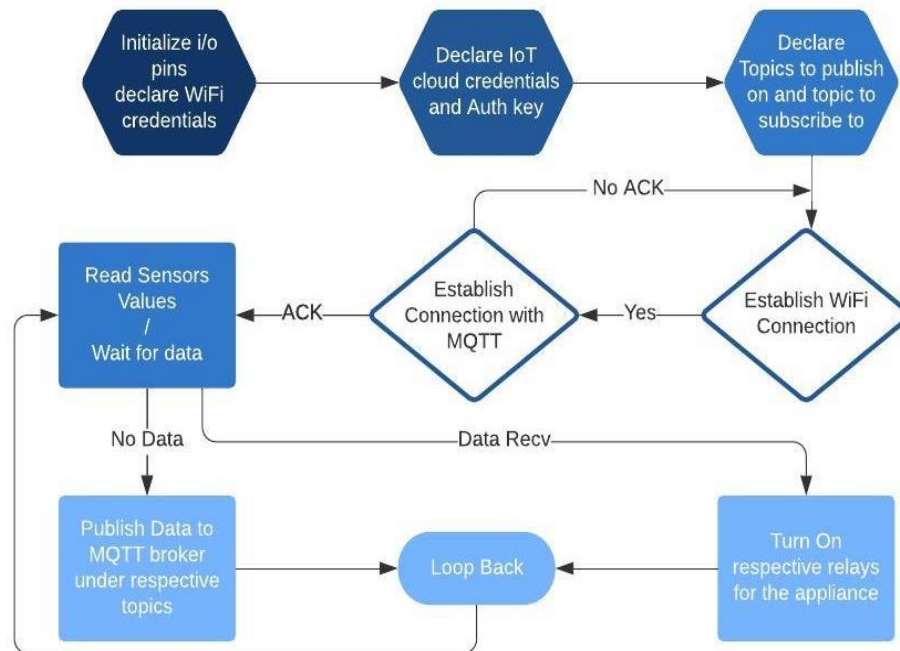 Initialize i/o
pins
declare WiFi
credentials
Declare IoT
cloud credentials
and Auth key
Declare
Topics to publish
on and topic to
subscribe to
No ACK
Read Sensors
Values
/
Wait for data
ACK
Establish
Connection with
MQTT
Yes
Establish WiFi
Connection
No Data
Data Recv
Publish Data to
MQTT broker
under respective
topics
Loop Back
Turn On
respective relays
for the appliance